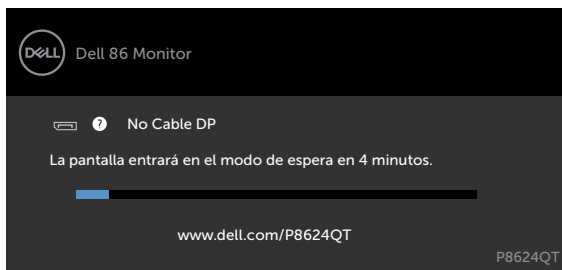 DELL Dell 86 Monitor
? No Cable DP
La pantalla entrará en el modo de espera en 4 minutos.
www.dell.com/P8624QT
P8624QT